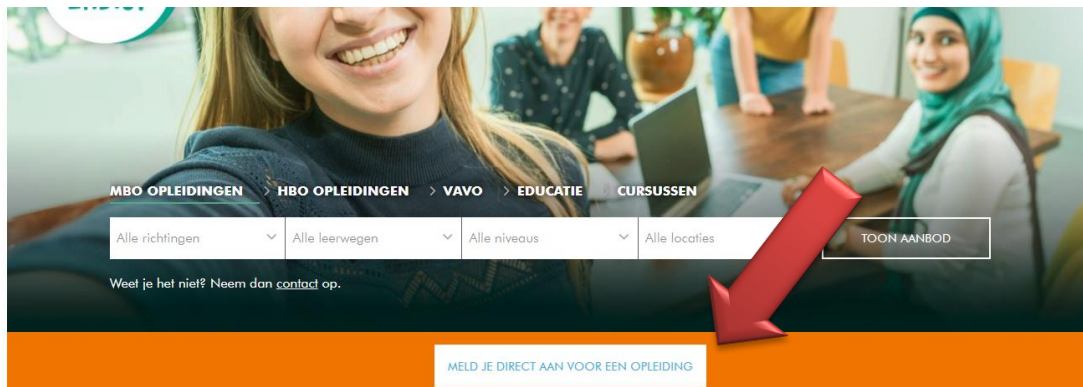 MBO OPLEIDINGEN > HBO OPLEIDINGEN > VAVO > EDUCATIE > CURSUSSEN
Alle richtingen Alle leerwegen Alle niveaus Alle locaties TOON AANBOD
Weet je het niet? Neem dan contact op.
MELD JE DIRECT AAN VOOR EEN OPLEIDING